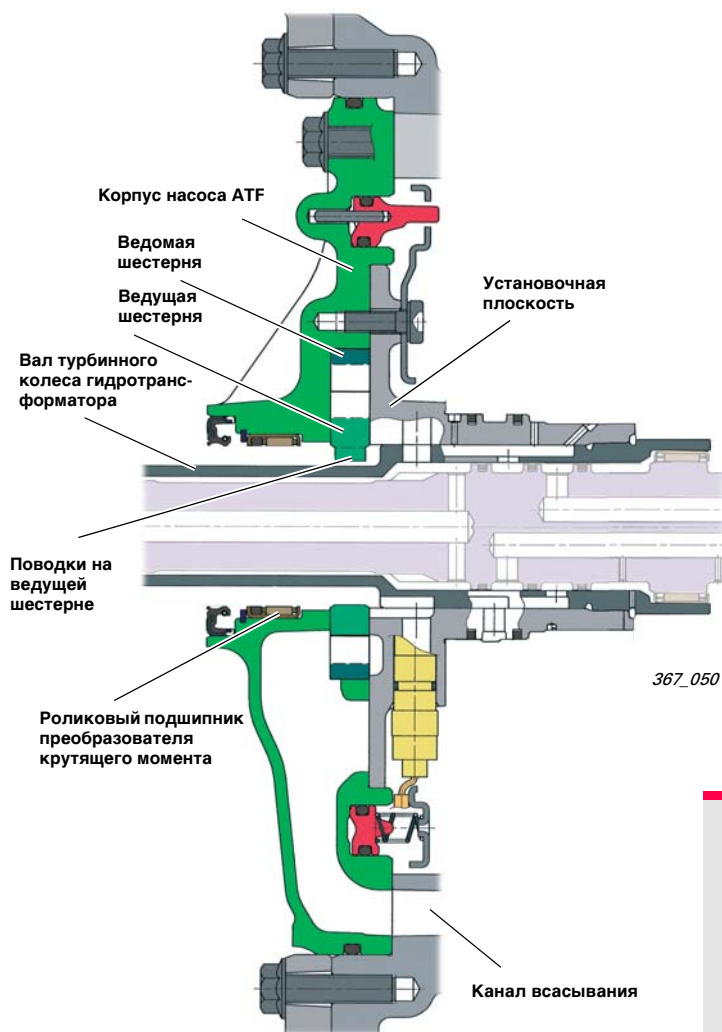 Корпус насоса ATF
Ведомая
шестерня
Ведущая
шестерня
Установочная
плоскость
Вал турбинного
колеса гидротранс-
форматора
Поводки на
ведущей
шестерне
367_050
Роликовый подшипник
преобразователя
крутящего момента
Канал всасывания